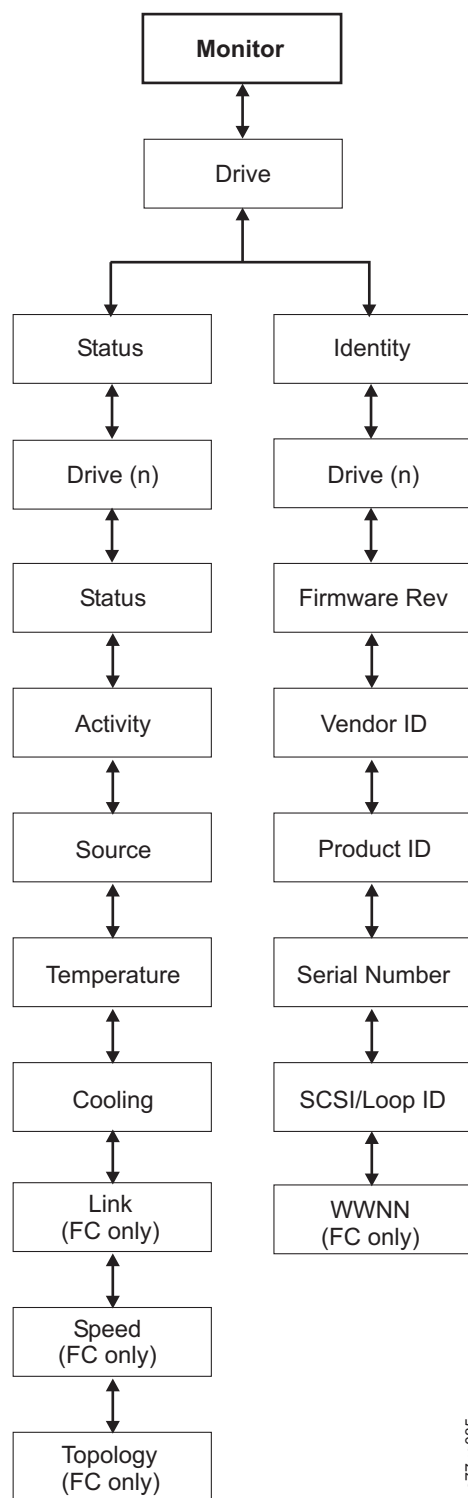 Monitor
Drive
Status
Drive (n)
Status
Activity
Source
Temperature
Cooling
Link
(FC only)
Speed
(FC only)
Topology
(FC only)
Identity
Drive (n)
Firmware Rev
Vendor ID
Product ID
Serial Number
SCSI/Loop ID
WWNN
(FC only)